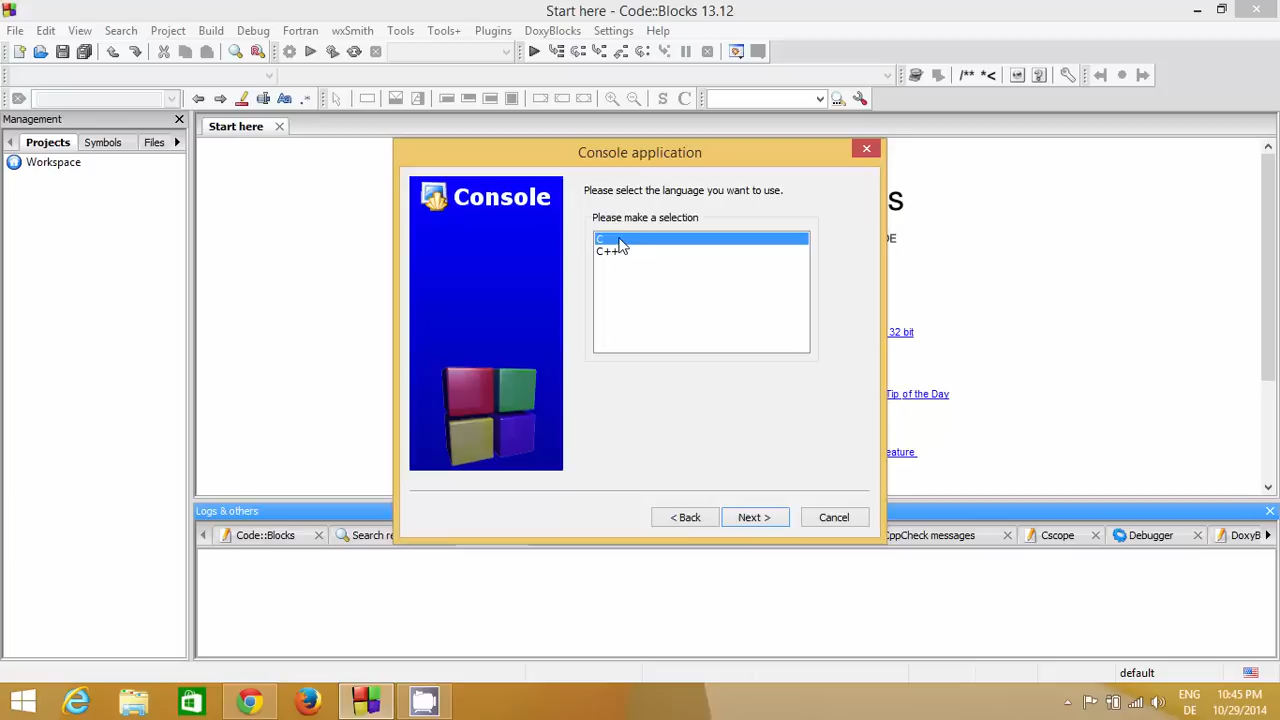 Start here - Code::Blocks 13.12
File Edit View Search Project Build Debug Fortran wxSmith Tools Tools+ Plugins DoxyBlocks Settings Help
/** *<
S C
Management
Projects Symbols Files
Workspace
Start here
Console application
Console
Please select the language you want to use.
Please make a selection
C
C++
S
DE
32 bit
Tip of the Day
eature
< Back Next > Cancel
Logs & others
Code::Blocks Search re CppCheck messages Cscope Debugger DoxyB
default
ENG 10:45 PM
DE 10/29/2014